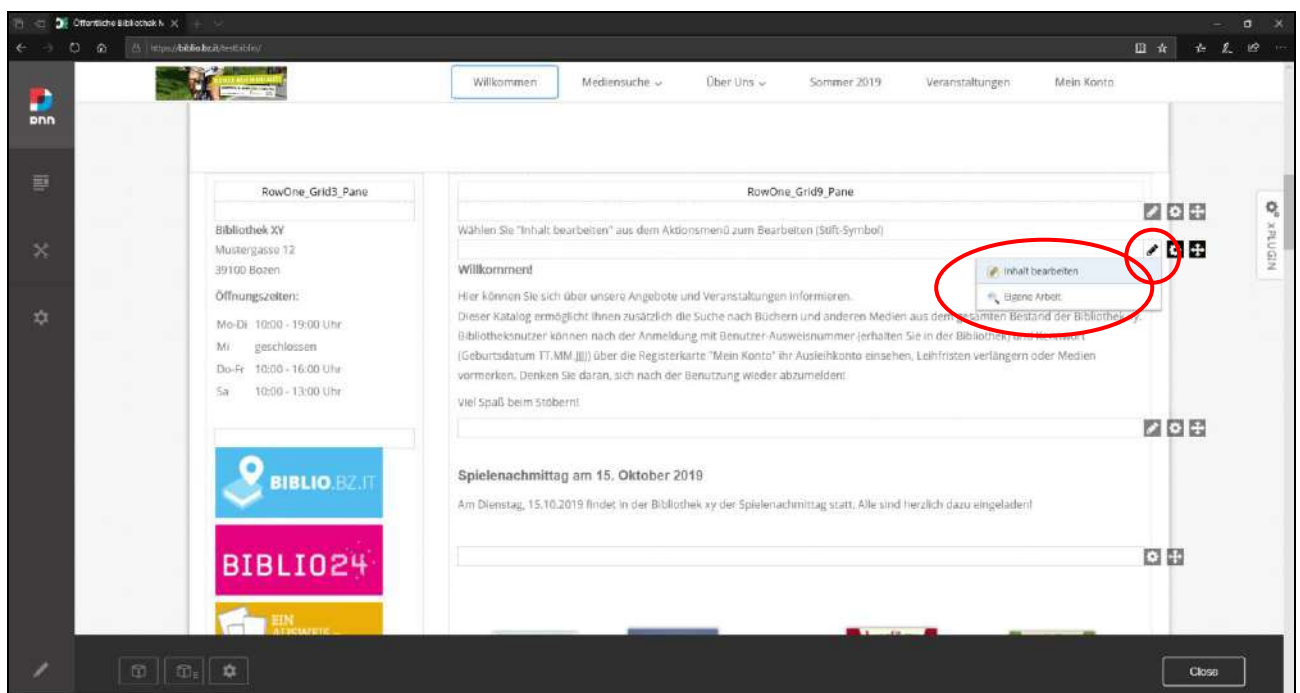 Öffentliche Bibliothek N
https://biblio.bz.it/testbiblio/
Willkommen Mediensuche Über Uns Sommer 2019 Veranstaltungen Mein Konto
DNN
RowOne_Grid3_Pane
Bibliothek XY
Mustergasse 12
39100 Bozen
Öffnungszeiten:
Mo-Di 10:00 - 19:00 Uhr
Mi geschlossen
Do-Fr 10:00 - 16:00 Uhr
Sa 10:00 - 13:00 Uhr
BIBLIO.BZ.IT
BIBLIO24
EIN
AUSWEIS
RowOne_Grid9_Pane
Wählen Sie "Inhalt bearbeiten" aus dem Aktionsmenü zum Bearbeiten (Stift-Symbol)
Inhalt bearbeiten
Eigene Arbeit
Willkommen!
Hier können Sie sich über unsere Angebote und Veranstaltungen informieren.
Dieser Katalog ermöglicht Ihnen zusätzlich die Suche nach Büchern und anderen Medien aus dem gesamten Bestand der Bibliothek xy.
Bibliotheksnutzer können nach der Anmeldung mit Benutzer-Ausweisnummer (erhalten Sie in der Bibliothek) und Kennwort
(Geburtsdatum TT.MM.JJJJ) über die Registerkarte "Mein Konto" ihr Ausleihkonto einsehen, Leihfristen verlängern oder Medien
vormerken. Denken Sie daran, sich nach der Benutzung wieder abzumelden!
Viel Spaß beim Stöbern!
Spielenachmittag am 15. Oktober 2019
Am Dienstag, 15.10.2019 findet in der Bibliothek xy der Spielenachmittag statt. Alle sind herzlich dazu eingeladen!
X PLUGIN
Close